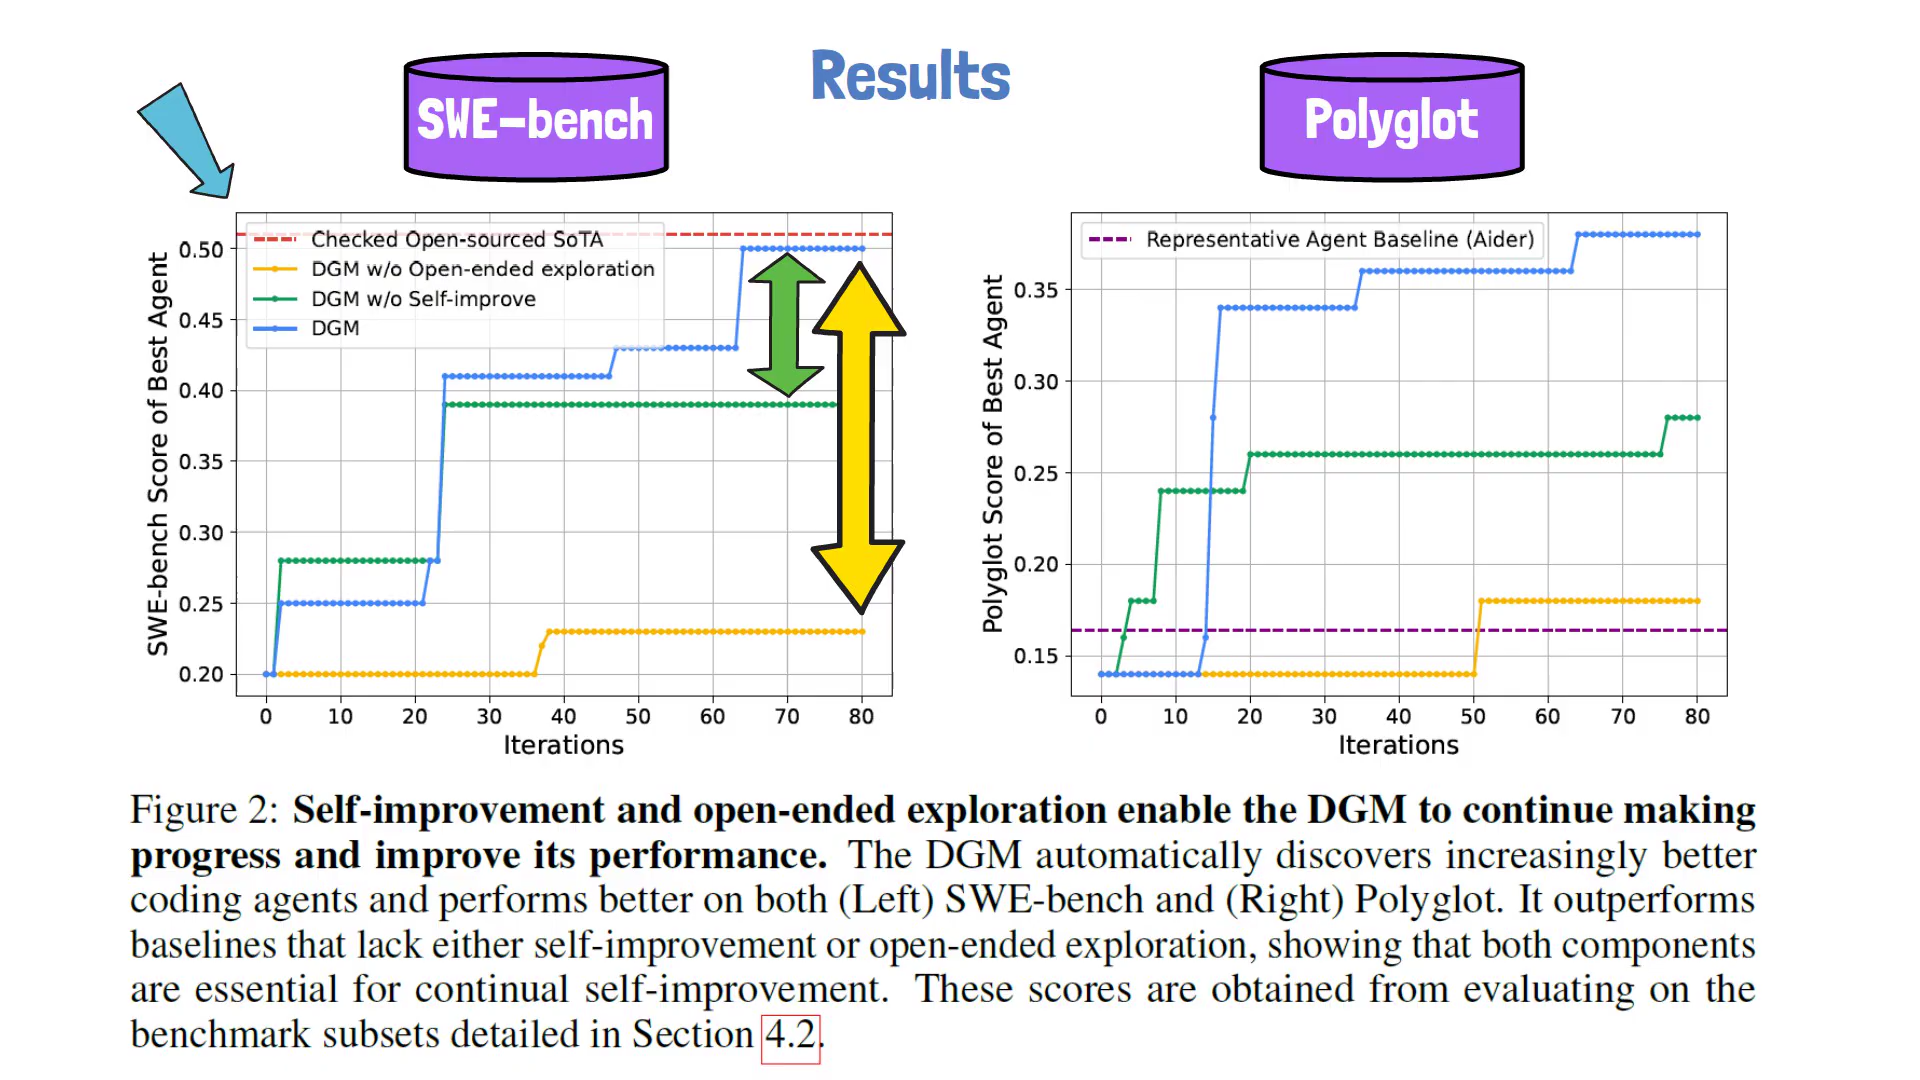 Results
SWE-bench
Polyglot
Checked Open-sourced SoTA
DGM w/o Open-ended exploration
DGM w/o Self-improve
DGM
SWE-bench Score of Best Agent
0.50
0.45
0.40
0.35
0.30
0.25
0.20
0 10 20 30 40 50 60 70 80
Iterations
Representative Agent Baseline (Aider)
Polyglot Score of Best Agent
0.35
0.30
0.25
0.20
0.15
0 10 20 30 40 50 60 70 80
Iterations
Figure 2: Self-improvement and open-ended exploration enable the DGM to continue making
progress and improve its performance. The DGM automatically discovers increasingly better
coding agents and performs better on both (Left) SWE-bench and (Right) Polyglot. It outperforms
baselines that lack either self-improvement or open-ended exploration, showing that both components
are essential for continual self-improvement. These scores are obtained from evaluating on the
benchmark subsets detailed in Section 4.2.